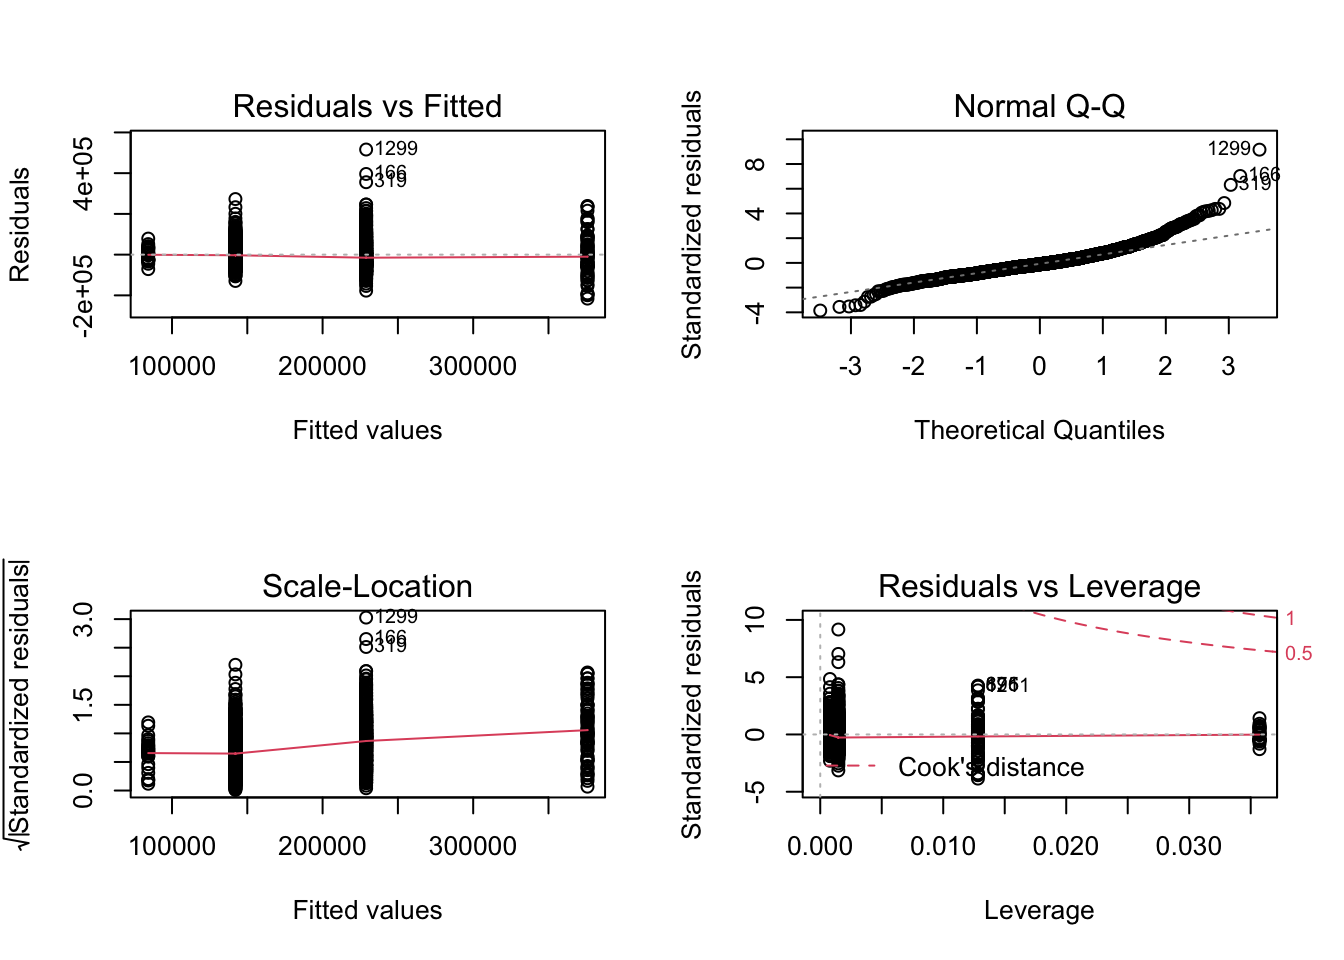 Residuals vs Fitted
Residuals
4e+05
-2e+05
1299
166
319
100000 200000 300000
Fitted values
Normal Q-Q
Standardized residuals
8
4
0
-4
1299
166
319
-3 -2 -1 0 1 2 3
Theoretical Quantiles
Scale-Location
√|Standardized residuals|
3.0
1.5
0.0
1299
166
319
100000 200000 300000
Fitted values
Residuals vs Leverage
Standardized residuals
10
5
0
-5
1
0.5
Cook's distance
0.000 0.010 0.020 0.030
Leverage